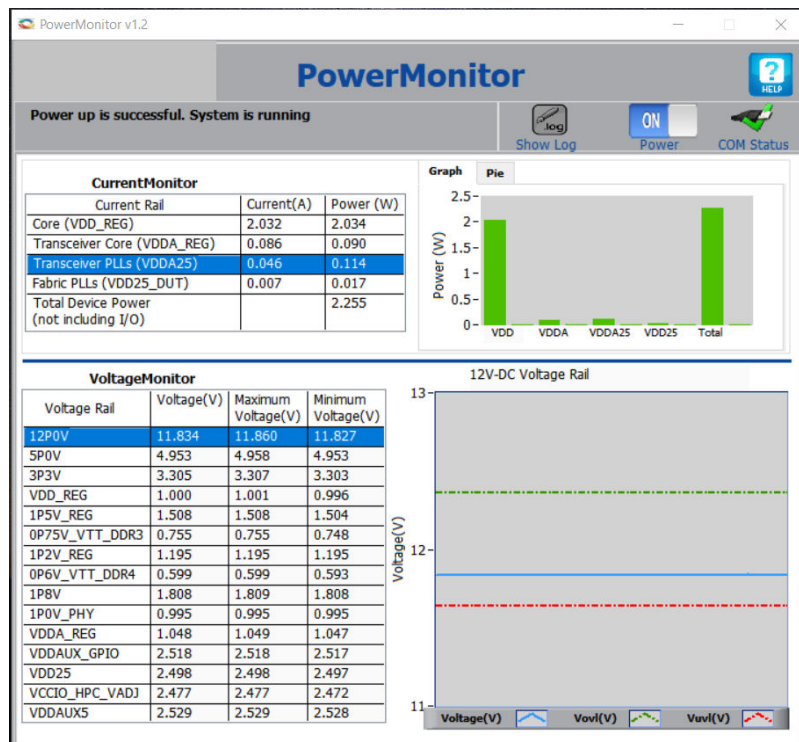 PowerMonitor v1.2
PowerMonitor
HELP
Power up is successful. System is running
.log
ON
Show Log
Power
COM Status
CurrentMonitor
Current Rail Current(A) Power (W)
Core (VDD_REG) 2.032 2.034
Transceiver Core (VDDA_REG) 0.086 0.090
Transceiver PLLs (VDDA25) 0.046 0.114
Fabric PLLs (VDD25_DUT) 0.007 0.017
Total Device Power 2.255
(not including I/O)
Graph Pie
Power (W)
2.5
2
1.5
1
0.5
0
VDD VDDA VDDA25 VDD25 Total
VoltageMonitor
Voltage Rail Voltage(V) Maximum Voltage(V) Minimum Voltage(V)
12P0V 11.834 11.860 11.827
5P0V 4.953 4.958 4.953
3P3V 3.305 3.307 3.303
VDD_REG 1.000 1.001 0.996
1P5V_REG 1.508 1.508 1.504
0P75V_VTT_DDR3 0.755 0.755 0.748
1P2V_REG 1.195 1.195 1.195
0P6V_VTT_DDR4 0.599 0.599 0.593
1P8V 1.808 1.809 1.808
1P0V_PHY 0.995 0.995 0.995
VDDA_REG 1.048 1.049 1.047
VDDAUX_GPIO 2.518 2.518 2.517
VDD25 2.498 2.498 2.497
VCCIO_HPC_VADJ 2.477 2.477 2.472
VDDAUX5 2.529 2.529 2.528
12V-DC Voltage Rail
Voltage(V)
13
12
11
Voltage(V) Vovl(V) Vuvl(V)